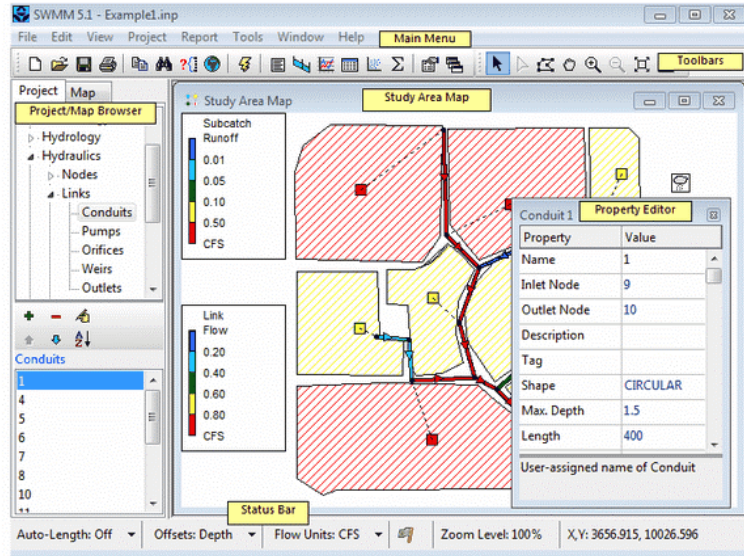 SWMM 5.1 - Example1.inp
File Edit View Project Report Tools Window Help
Main Menu
Toolbars
Project Map
Project/Map Browser
Hydrology
Hydraulics
Nodes
Links
Conduits
Pumps
Orifices
Weirs
Outlets
Conduits
1
4
5
6
7
8
10
11
Study Area Map
Study Area Map
Subcatch
Runoff
0.01
0.05
0.10
0.50
CFS
Link
Flow
0.20
0.40
0.60
0.80
CFS
Conduit 1
Property Editor
Property Value
Name 1
Inlet Node 9
Outlet Node 10
Description
Tag
Shape CIRCULAR
Max. Depth 1.5
Length 400
User-assigned name of Conduit
Status Bar
Auto-Length: Off Offsets: Depth Flow Units: CFS Zoom Level: 100% X,Y: 3656.915, 10026.596